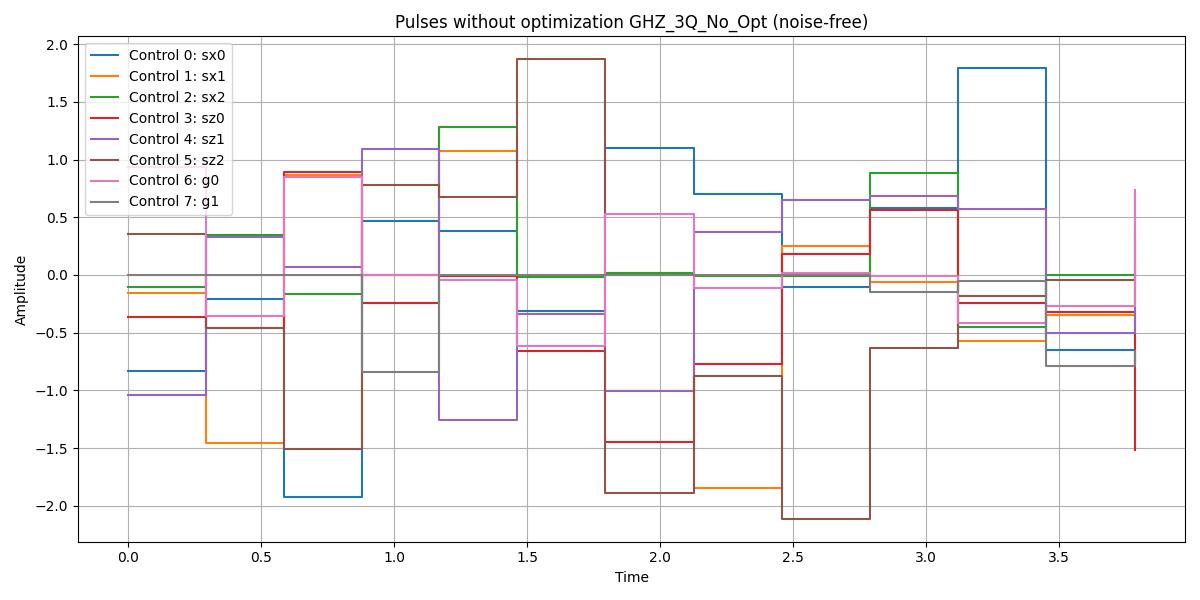 Pulses without optimization GHZ_3Q_No_Opt (noise-free)
2.0
1.5
1.0
0.5
0.0
−0.5
−1.0
−1.5
−2.0
Amplitude
Control 0: sx0
Control 1: sx1
Control 2: sx2
Control 3: sz0
Control 4: sz1
Control 5: sz2
Control 6: g0
Control 7: g1
0.0 0.5 1.0 1.5 2.0 2.5 3.0 3.5
Time